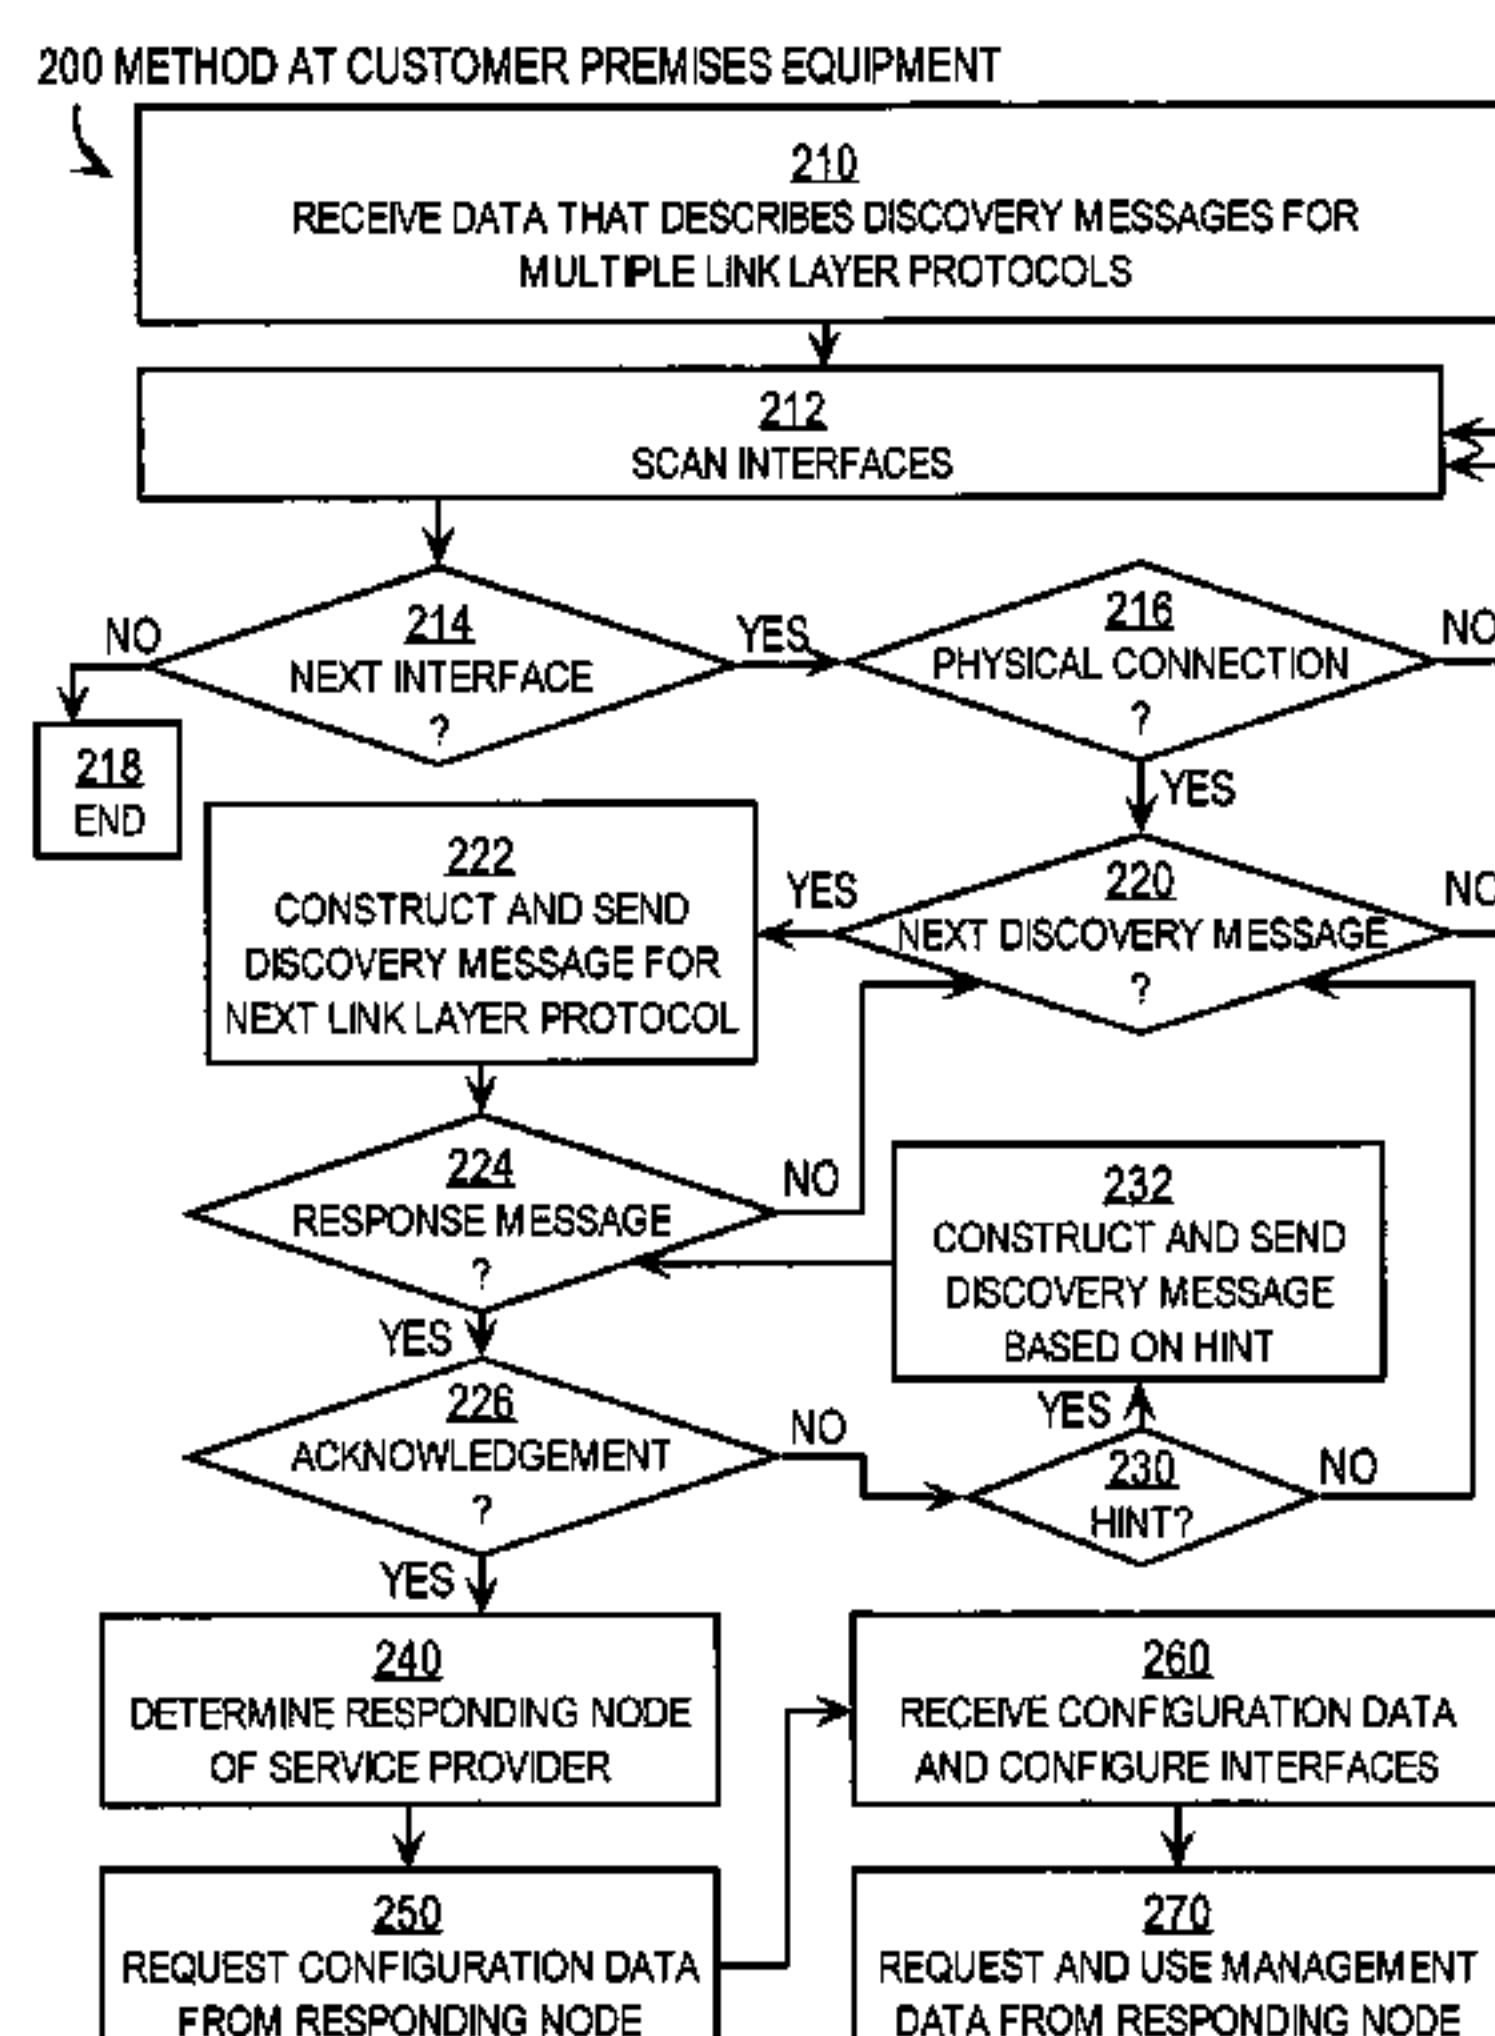 200 METHOD AT CUSTOMER PREMISES EQUIPMENT
210
RECEIVE DATA THAT DESCRIBES DISCOVERY MESSAGES FOR
MULTIPLE LINK LAYER PROTOCOLS
212
SCAN INTERFACES
214
NEXT INTERFACE
?
NO
YES
216
PHYSICAL CONNECTION
?
NO
YES
218
END
220
NEXT DISCOVERY MESSAGE
?
YES
NO
222
CONSTRUCT AND SEND
DISCOVERY MESSAGE FOR
NEXT LINK LAYER PROTOCOL
224
RESPONSE MESSAGE
?
NO
YES
232
CONSTRUCT AND SEND
DISCOVERY MESSAGE
BASED ON HINT
226
ACKNOWLEDGEMENT
?
NO
YES
230
HINT?
YES
NO
240
DETERMINE RESPONDING NODE
OF SERVICE PROVIDER
260
RECEIVE CONFIGURATION DATA
AND CONFIGURE INTERFACES
250
REQUEST CONFIGURATION DATA
FROM RESPONDING NODE
270
REQUEST AND USE MANAGEMENT
DATA FROM RESPONDING NODE